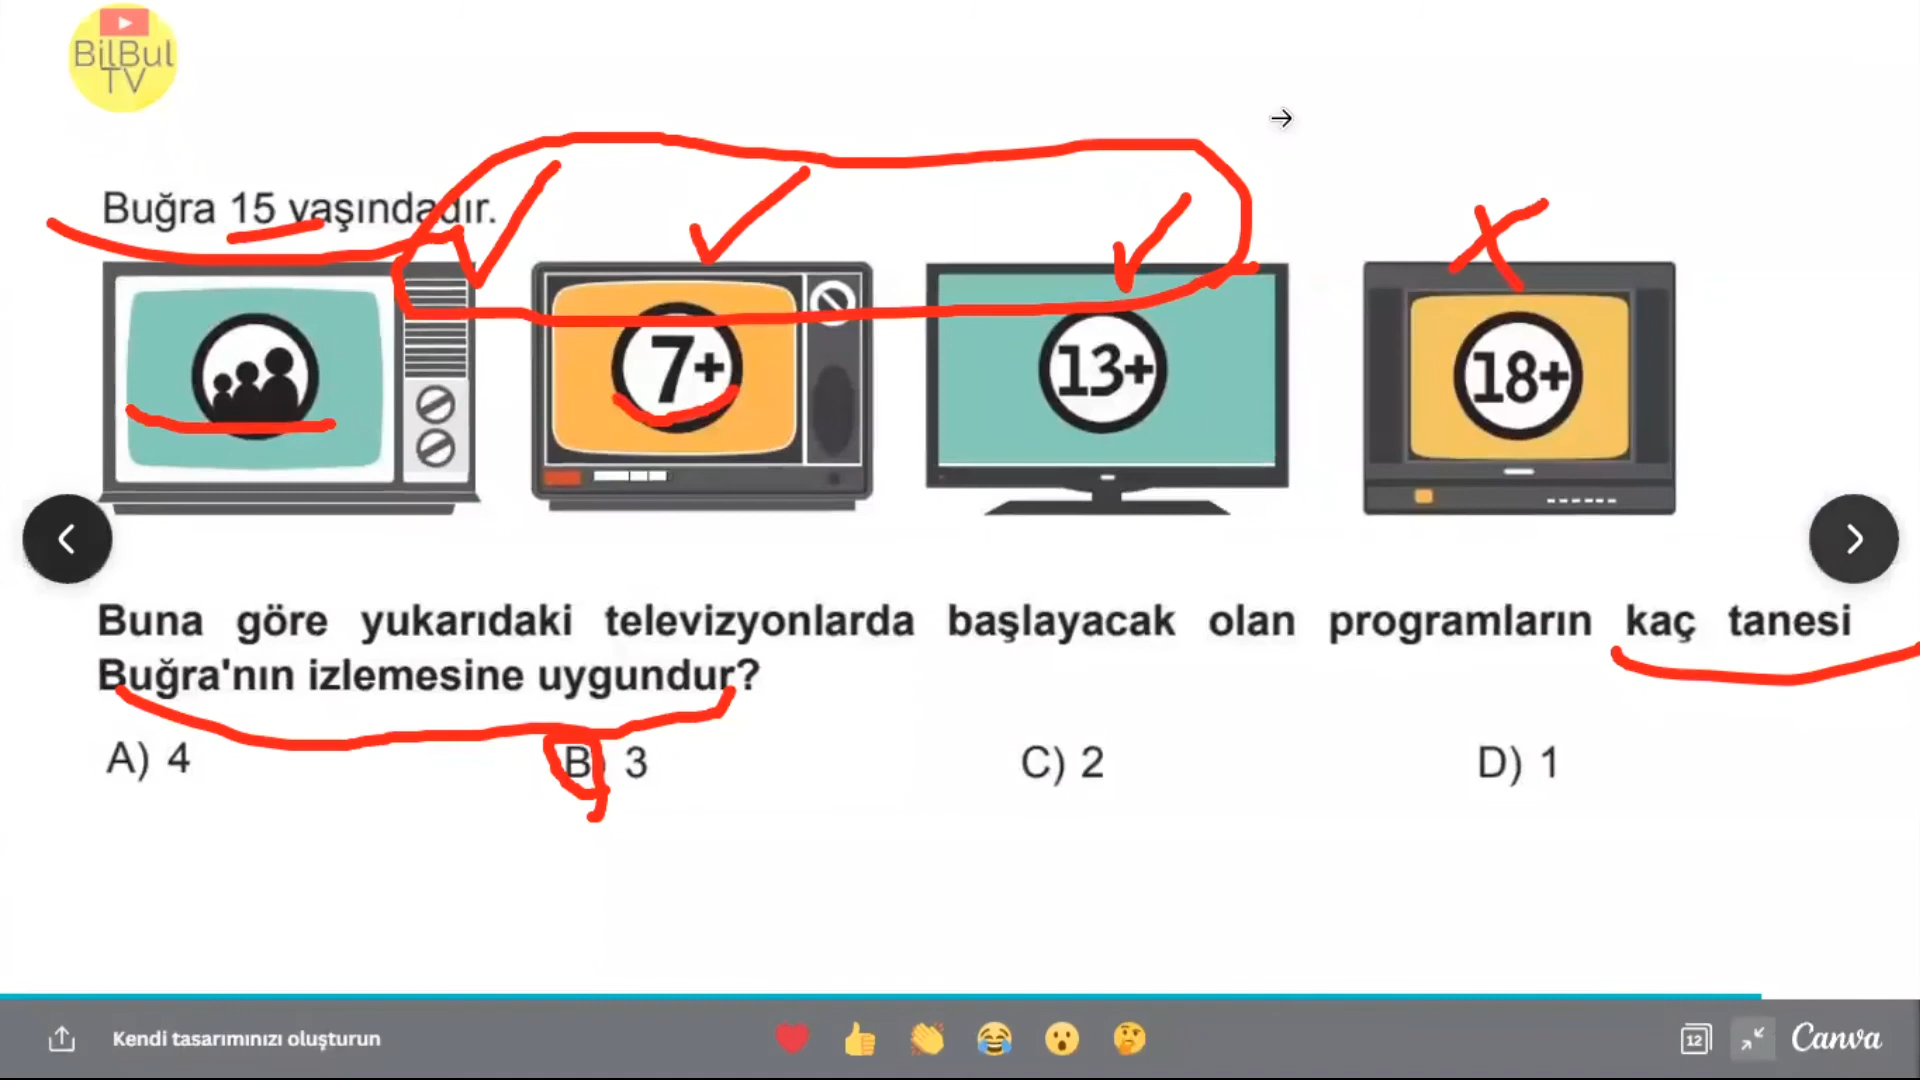 BilBul
TV
Buğra 15 yaşındadır.
7+
13+
18+
Buna göre yukarıdaki televizyonlarda başlayacak olan programların kaç tanesi
Buğra'nın izlemesine uygundur?
A) 4
B) 3
C) 2
D) 1
Kendi tasarımınızı oluşturun
12
Canva